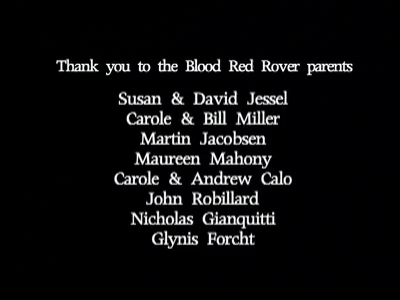 Thank you to the Blood Red Rover parents
Susan & David Jessel
Carole & Bill Miller
Martin Jacobsen
Maureen Mahony
Carole & Andrew Calo
John Robillard
Nicholas Gianquitti
Glynis Forcht